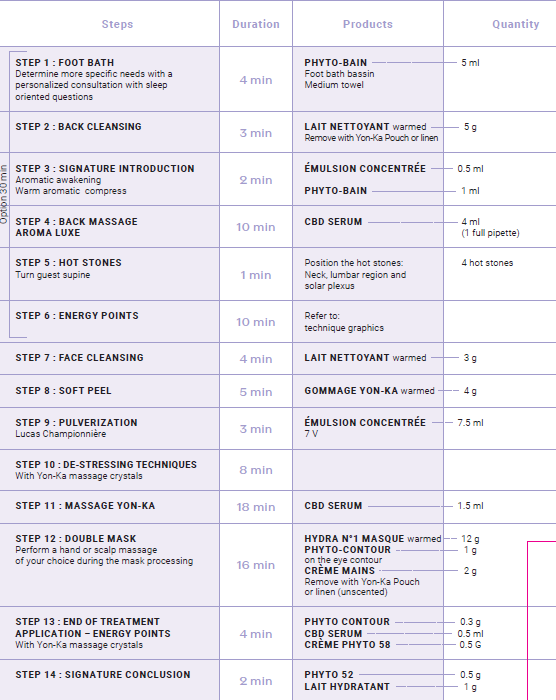 Steps Duration Products Quantity
STEP 1 : FOOT BATH
Determine more specific needs with a
personalized consultation with sleep
oriented questions
4 min
PHYTO-BAIN 5 ml
Foot bath bassin
Medium towel
STEP 2 : BACK CLEANSING
3 min
LAIT NETTOYANT warmed 5 g
Remove with Yon-Ka Pouch or linen
Option 30 min
STEP 3 : SIGNATURE INTRODUCTION
Aromatic awakening
Warm aromatic compress
2 min
ÉMULSION CONCENTRÉE 0.5 ml
PHYTO-BAIN 1 ml
STEP 4 : BACK MASSAGE
AROMA LUXE
10 min
CBD SERUM 4 ml
(1 full pipette)
STEP 5 : HOT STONES
Turn guest supine
1 min
Position the hot stones: 4 hot stones
Neck, lumbar region and
solar plexus
STEP 6 : ENERGY POINTS
10 min
Refer to:
technique graphics
STEP 7 : FACE CLEANSING
4 min
LAIT NETTOYANT warmed 3 g
STEP 8 : SOFT PEEL
5 min
GOMMAGE YON-KA warmed 4 g
STEP 9 : PULVERIZATION
Lucas Championnière
3 min
ÉMULSION CONCENTRÉE 7.5 ml
7 V
STEP 10 : DE-STRESSING TECHNIQUES
With Yon-Ka massage crystals
8 min
STEP 11 : MASSAGE YON-KA
18 min
CBD SERUM 1.5 ml
STEP 12 : DOUBLE MASK
Perform a hand or scalp massage
of your choice during the mask processing
16 min
HYDRA N°1 MASQUE warmed 12 g
PHYTO-CONTOUR 1 g
on the eye contour
CRÈME MAINS 2 g
Remove with Yon-Ka Pouch
or linen (unscented)
STEP 13 : END OF TREATMENT
APPLICATION – ENERGY POINTS
With Yon-Ka massage crystals
4 min
PHYTO CONTOUR 0.3 g
CBD SERUM 0.5 ml
CRÈME PHYTO 58 0.5 G
STEP 14 : SIGNATURE CONCLUSION
2 min
PHYTO 52 0.5 g
LAIT HYDRATANT 1 g